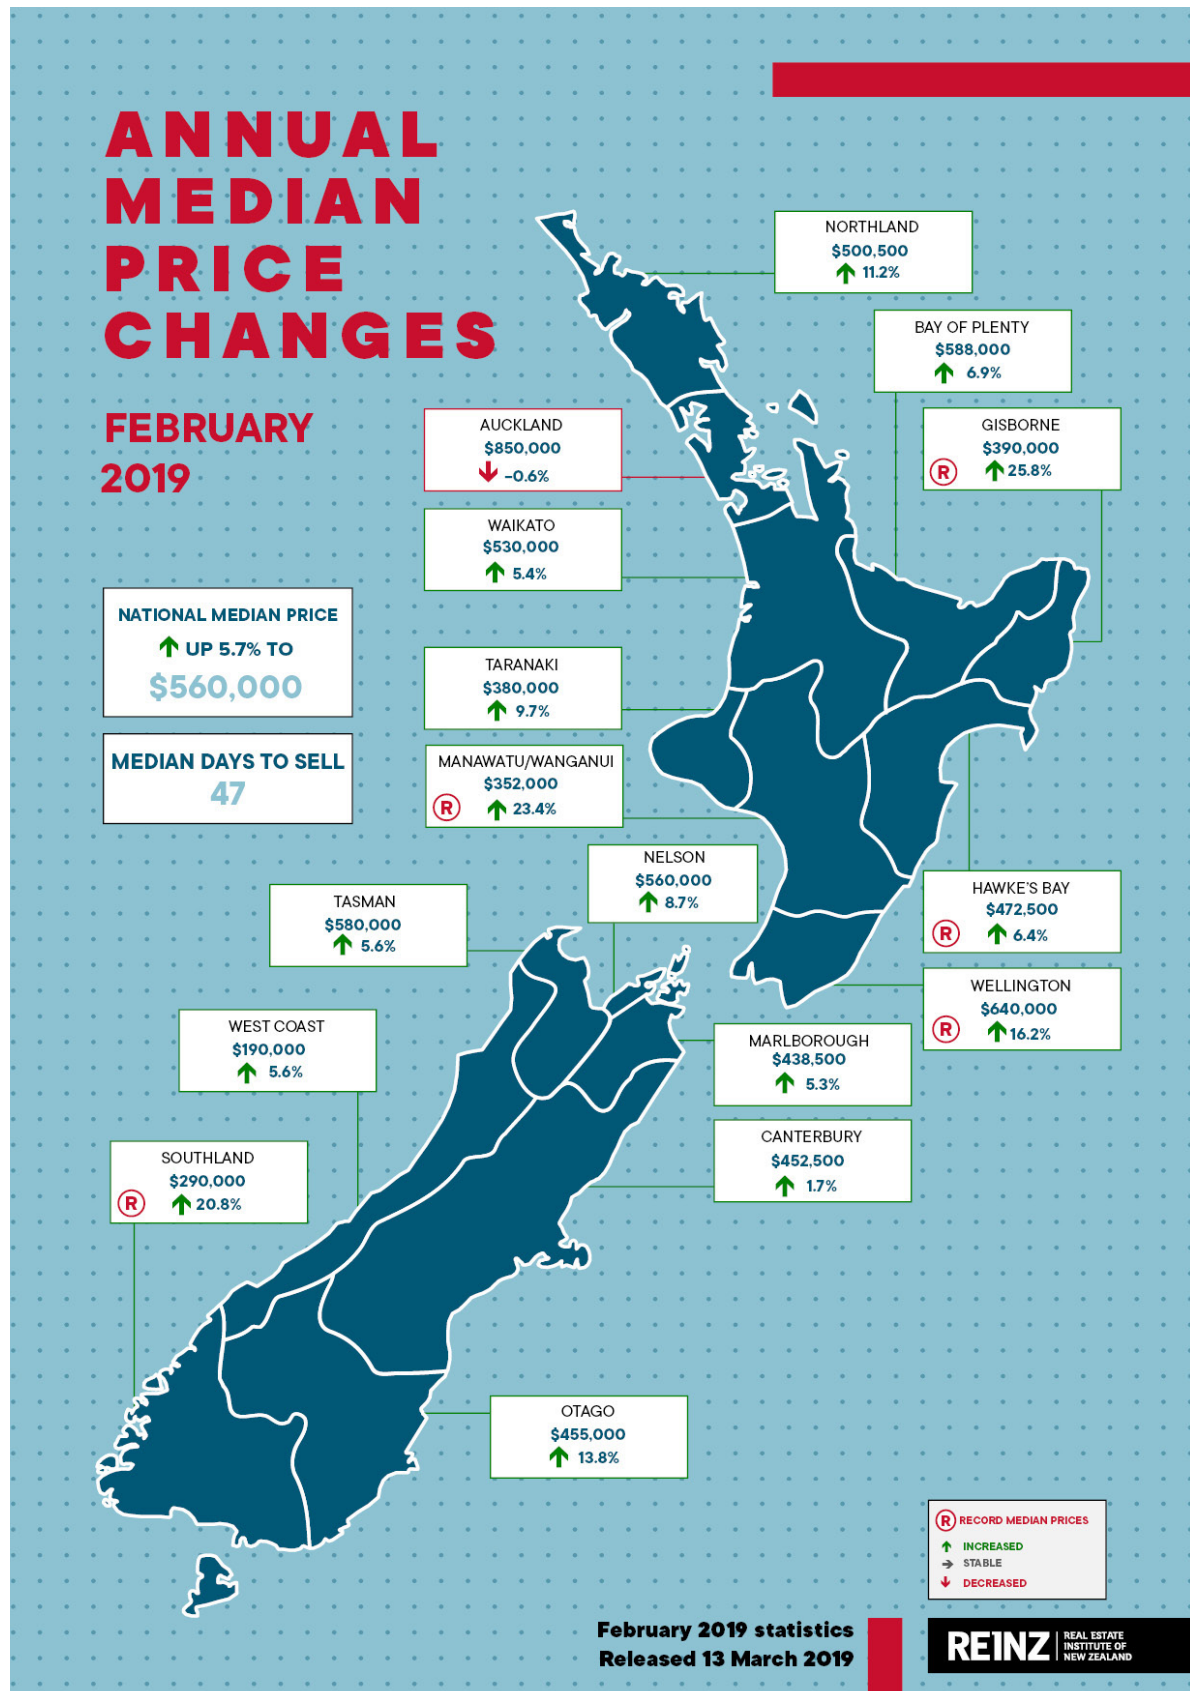 ANNUAL
MEDIAN
PRICE
CHANGES
FEBRUARY
2019
NATIONAL MEDIAN PRICE
UP 5.7% TO
$560,000
MEDIAN DAYS TO SELL
47
NORTHLAND
$500,500
11.2%
BAY OF PLENTY
$588,000
6.9%
AUCKLAND
$850,000
-0.6%
GISBORNE
$390,000
R 25.8%
WAIKATO
$530,000
5.4%
TARANAKI
$380,000
9.7%
MANAWATU/WANGANUI
$352,000
R 23.4%
NELSON
$560,000
8.7%
TASMAN
$580,000
5.6%
HAWKE'S BAY
$472,500
R 6.4%
WELLINGTON
$640,000
R 16.2%
WEST COAST
$190,000
5.6%
MARLBOROUGH
$438,500
5.3%
CANTERBURY
$452,500
1.7%
SOUTHLAND
$290,000
R 20.8%
OTAGO
$455,000
13.8%
R RECORD MEDIAN PRICES
INCREASED
STABLE
DECREASED
February 2019 statistics
Released 13 March 2019
REINZ
REAL ESTATE
INSTITUTE OF
NEW ZEALAND